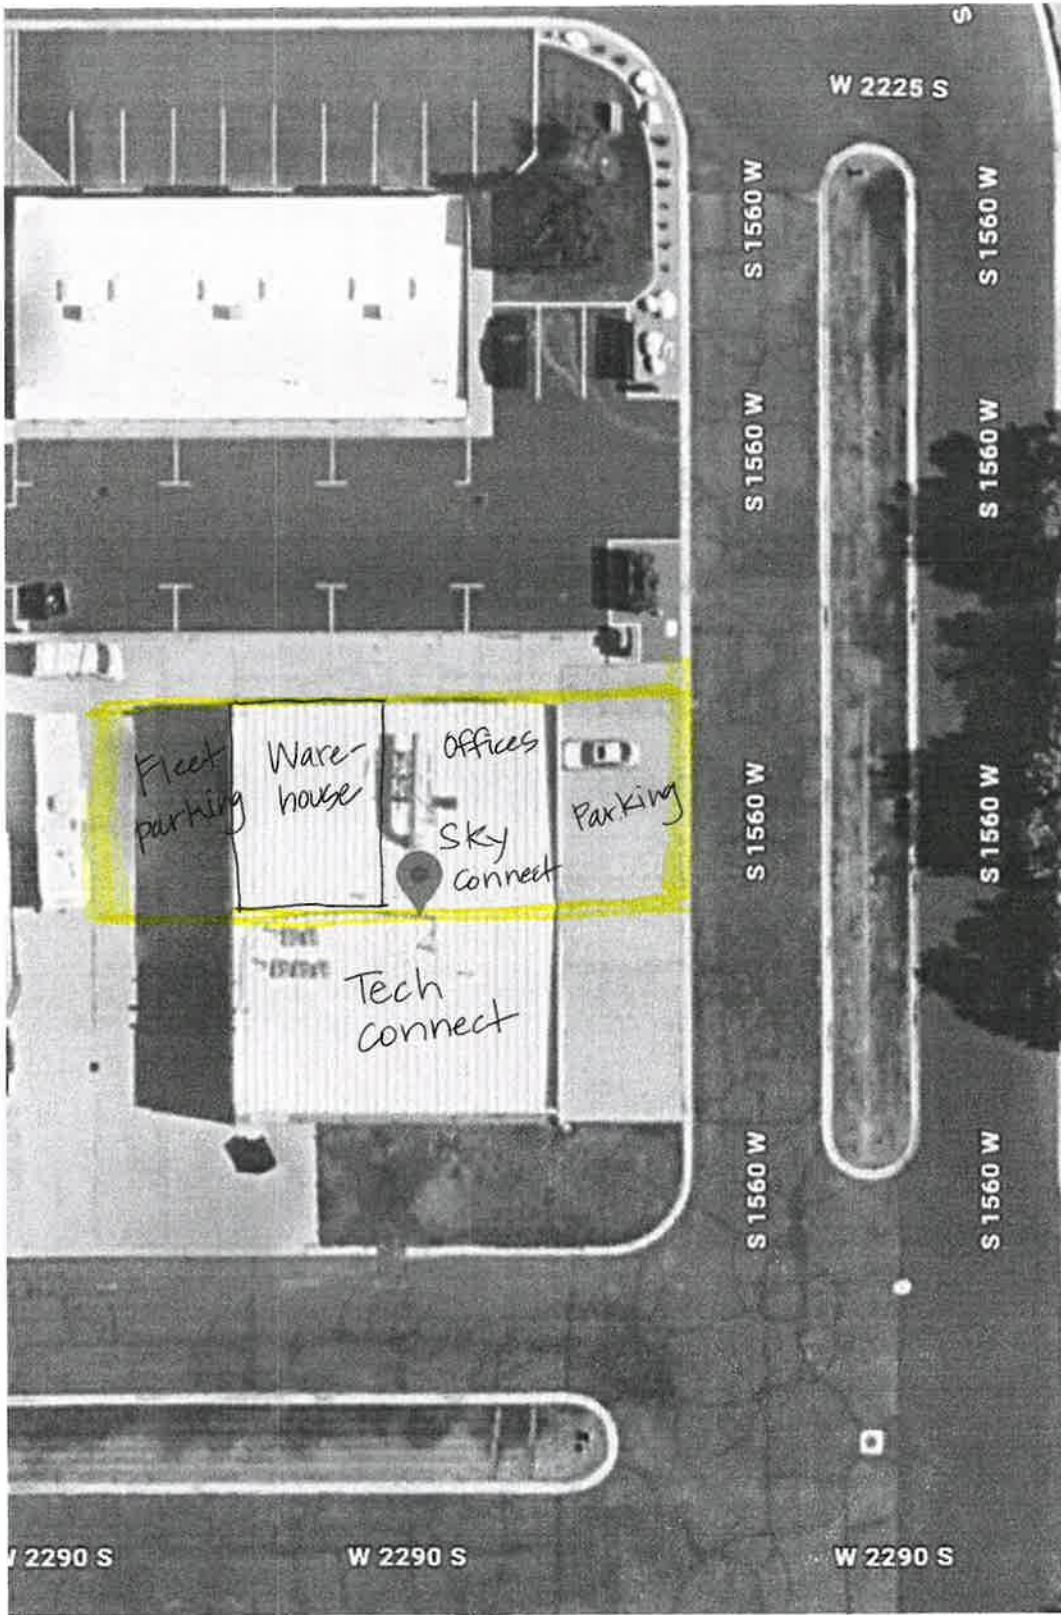 S
W 2225 S
S 1560 W
S 1560 W
S 1560 W
S 1560 W
Fleet
parking
Ware-
house
Offices
Sky
connect
Parking
S 1560 W
S 1560 W
Tech
connect
S 1560 W
S 1560 W
W 2290 S
W 2290 S
W 2290 S